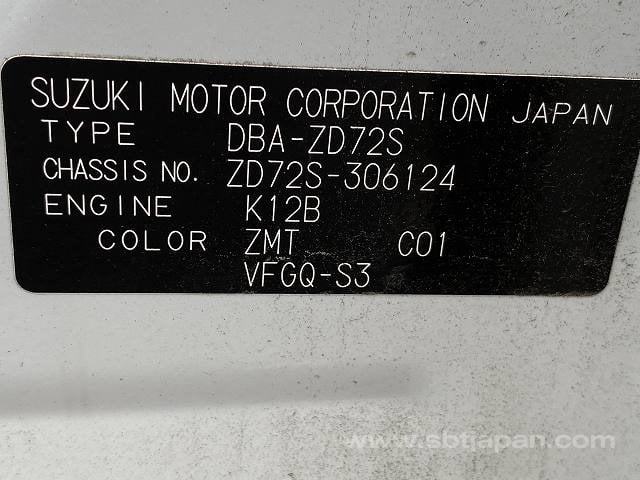 SUZUKI MOTOR CORPORATION JAPAN
TYPE DBA-ZD72S
CHASSIS NO. ZD72S-306124
ENGINE K12B
COLOR ZMT C01
VFGQ-S3
www.sbtjapan.com